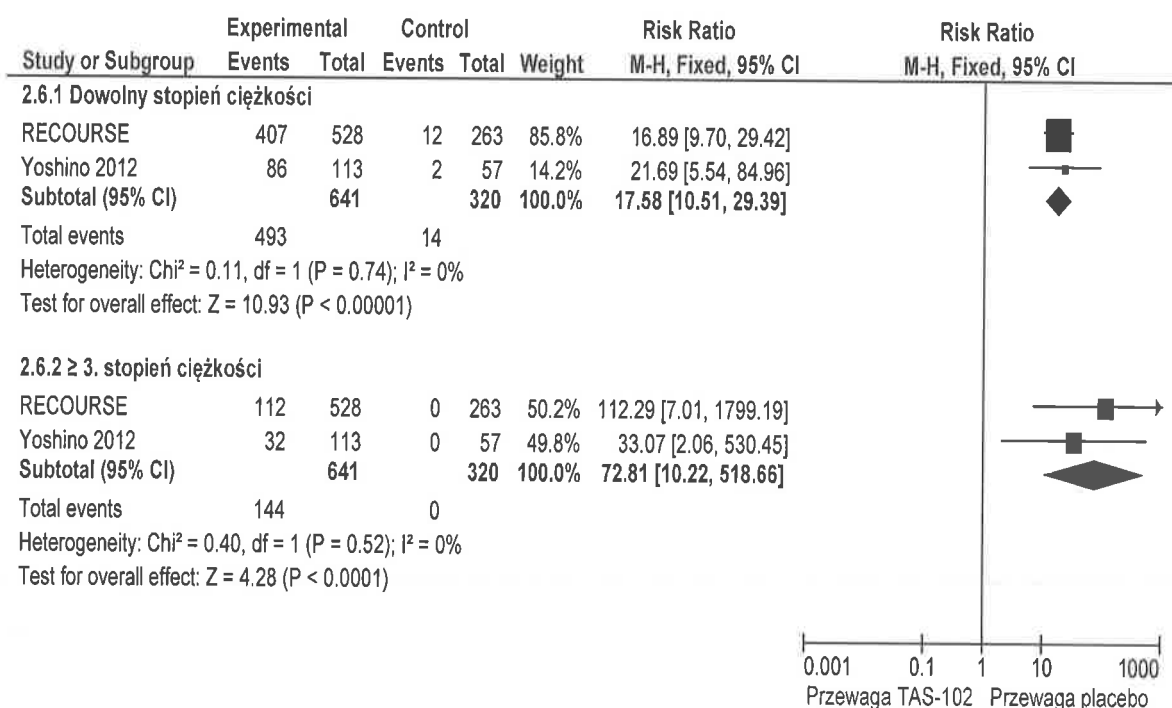 Experimental Control Risk Ratio Risk Ratio
Study or Subgroup Events Total Events Total Weight M-H, Fixed, 95% CI M-H, Fixed, 95% CI
2.6.1 Dowolny stopień ciężkości
RECOURSE 407 528 12 263 85.8% 16.89 [9.70, 29.42]
Yoshino 2012 86 113 2 57 14.2% 21.69 [5.54, 84.96]
Subtotal (95% CI) 641 320 100.0% 17.58 [10.51, 29.39]
Total events 493 14
Heterogeneity: Chi² = 0.11, df = 1 (P = 0.74); I² = 0%
Test for overall effect: Z = 10.93 (P < 0.00001)
2.6.2 ≥ 3. stopień ciężkości
RECOURSE 112 528 0 263 50.2% 112.29 [7.01, 1799.19]
Yoshino 2012 32 113 0 57 49.8% 33.07 [2.06, 530.45]
Subtotal (95% CI) 641 320 100.0% 72.81 [10.22, 518.66]
Total events 144 0
Heterogeneity: Chi² = 0.40, df = 1 (P = 0.52); I² = 0%
Test for overall effect: Z = 4.28 (P < 0.0001)
0.001 0.1 1 10 1000
Przewaga TAS-102 Przewaga placebo